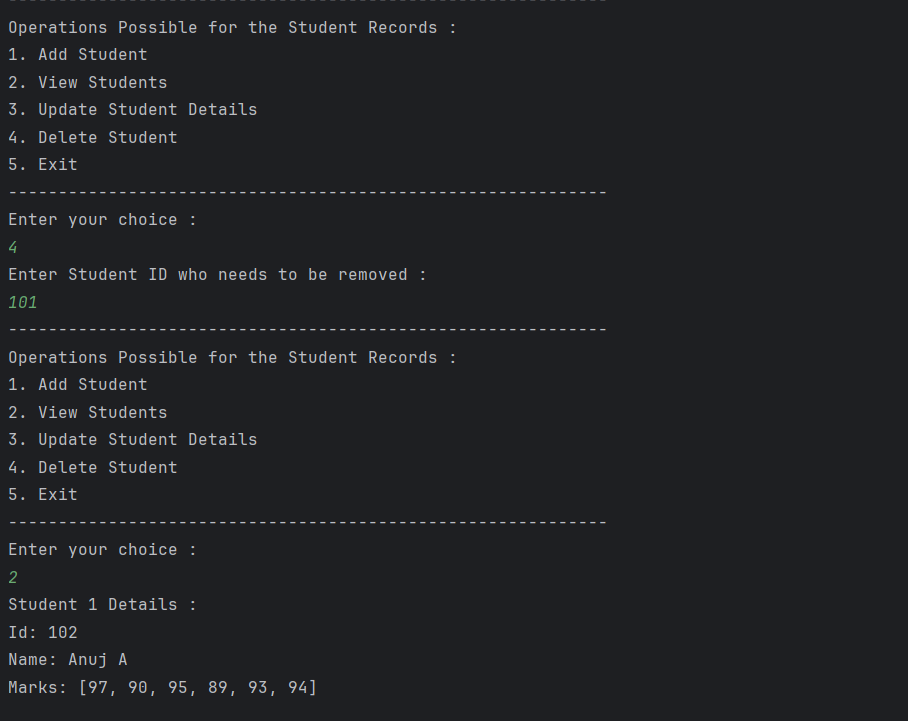 ------------------------------------------------------------
Operations Possible for the Student Records :
1. Add Student
2. View Students
3. Update Student Details
4. Delete Student
5. Exit
------------------------------------------------------------
Enter your choice :
4
Enter Student ID who needs to be removed :
101
------------------------------------------------------------
Operations Possible for the Student Records :
1. Add Student
2. View Students
3. Update Student Details
4. Delete Student
5. Exit
------------------------------------------------------------
Enter your choice :
2
Student 1 Details :
Id: 102
Name: Anuj A
Marks: [97, 90, 95, 89, 93, 94]